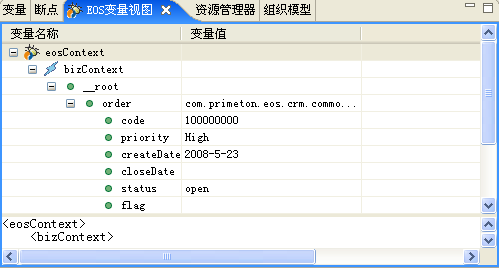 变量 断点 EOS变量视图 资源管理器 组织模型
变量名称 变量值
eosContext
bizContext
__root
order com.primeton.eos.crm.commo...
code 100000000
priority High
createDate 2008-5-23
closeDate
status open
flag
<eosContext>
<bizContext>